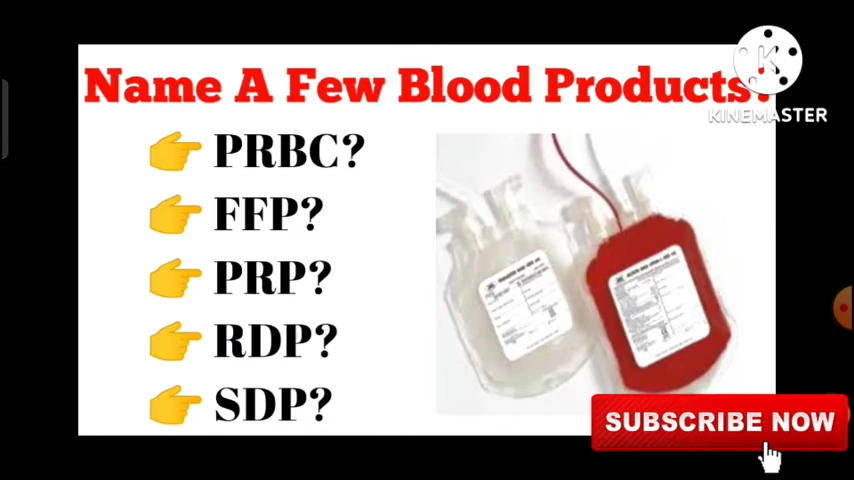 Name A Few Blood Products?
KINEMASTER
👉 PRBC?
👉 FFP?
👉 PRP?
👉 RDP?
👉 SDP?
SUBSCRIBE NOW